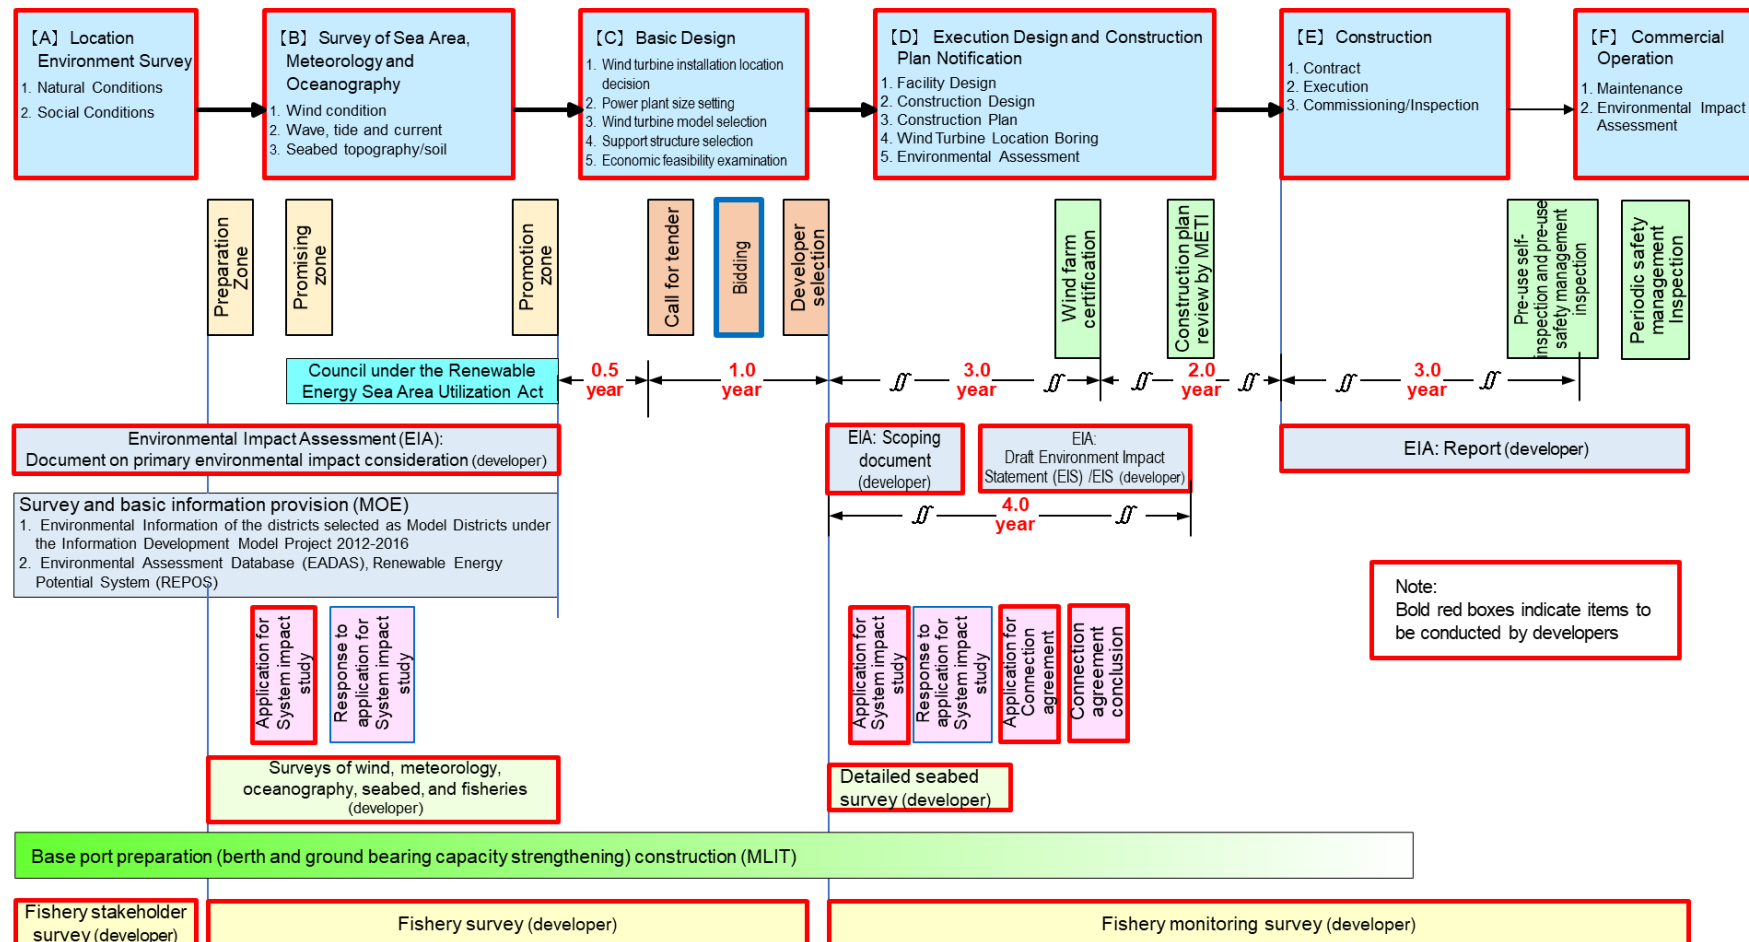 【A】 Location
Environment Survey
1. Natural Conditions
2. Social Conditions
【B】 Survey of Sea Area,
Meteorology and
Oceanography
1. Wind condition
2. Wave, tide and current
3. Seabed topography/soil
【C】 Basic Design
1. Wind turbine installation location
decision
2. Power plant size setting
3. Wind turbine model selection
4. Support structure selection
5. Economic feasibility examination
【D】 Execution Design and Construction
Plan Notification
1. Facility Design
2. Construction Design
3. Construction Plan
4. Wind Turbine Location Boring
5. Environmental Assessment
【E】 Construction
1. Contract
2. Execution
3. Commissioning/Inspection
【F】 Commercial
Operation
1. Maintenance
2. Environmental Impact
Assessment
Preparation
Zone
Promising
zone
Promotion
zone
Call for tender
Bidding
Developer
selection
Wind farm
certification
Construction plan
review by METI
Pre-use self-
inspection and pre-use
safety management
inspection
Periodic safety
management
Inspection
Council under the Renewable
Energy Sea Area Utilization Act
0.5
year
1.0
year
3.0
year
2.0
year
3.0
year
Environmental Impact Assessment (EIA):
Document on primary environmental impact consideration (developer)
EIA: Scoping
document
(developer)
EIA:
Draft Environment Impact
Statement (EIS) /EIS (developer)
EIA: Report (developer)
Survey and basic information provision (MOE)
1. Environmental Information of the districts selected as Model Districts under
the Information Development Model Project 2012-2016
2. Environmental Assessment Database (EADAS), Renewable Energy
Potential System (REPOS)
4.0
year
Note:
Bold red boxes indicate items to
be conducted by developers
Application for
System impact
study
Response to
application for
System impact
study
Application for
System impact
study
Response to
application for
System impact
study
Application for
Connection
agreement
Connection
agreement
conclusion
Surveys of wind, meteorology,
oceanography, seabed, and fisheries
(developer)
Detailed seabed
survey (developer)
Base port preparation (berth and ground bearing capacity strengthening) construction (MLIT)
Fishery stakeholder
survey (developer)
Fishery survey (developer)
Fishery monitoring survey (developer)